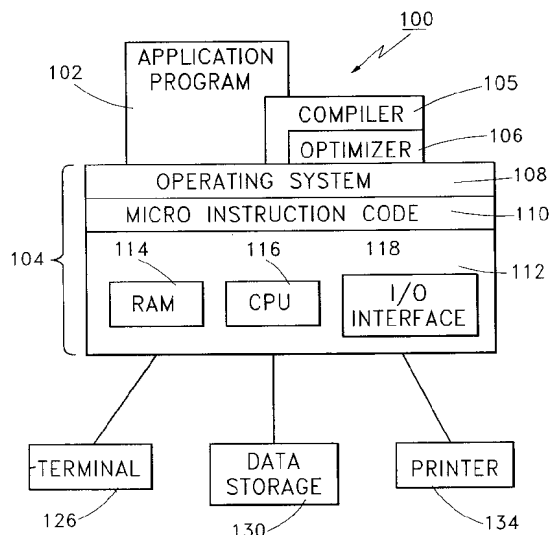 100
APPLICATION
PROGRAM
102
105
COMPILER
106
OPTIMIZER
OPERATING SYSTEM
108
MICRO INSTRUCTION CODE
110
104
114
116
118
112
RAM
CPU
I/O
INTERFACE
TERMINAL
DATA
STORAGE
PRINTER
126
130
134